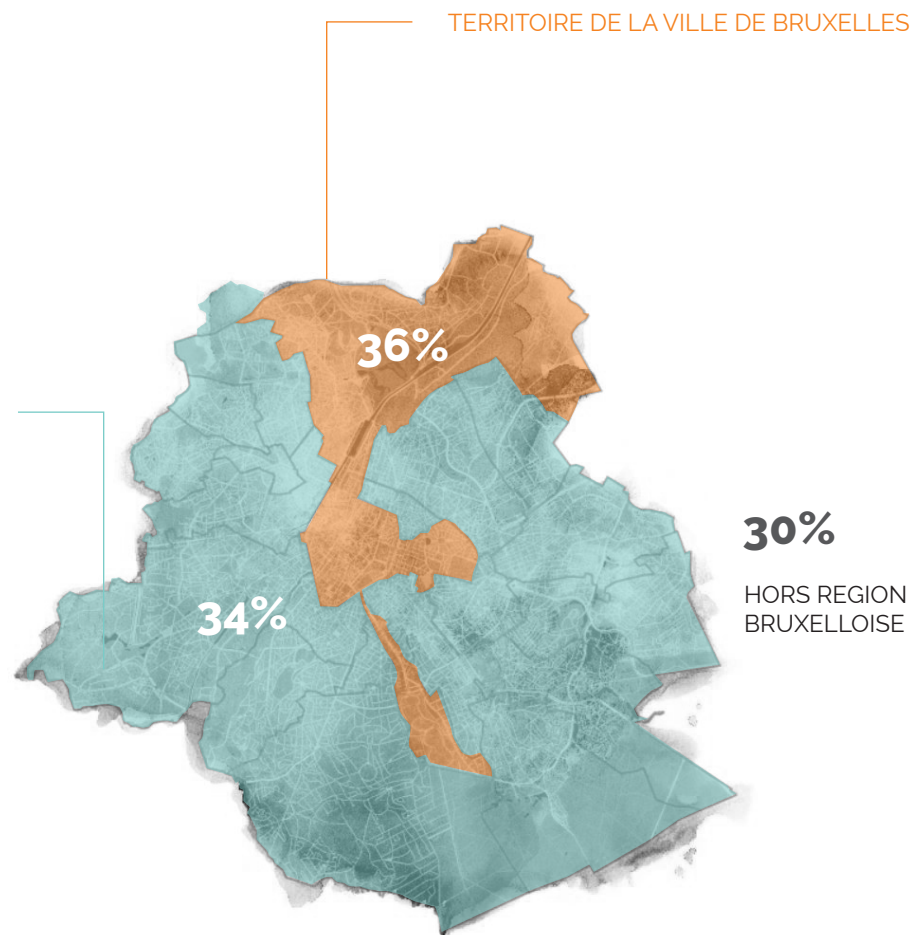 TERRITOIRE DE LA VILLE DE BRUXELLES
36%
30%
HORS REGION
BRUXELLOISE
34%